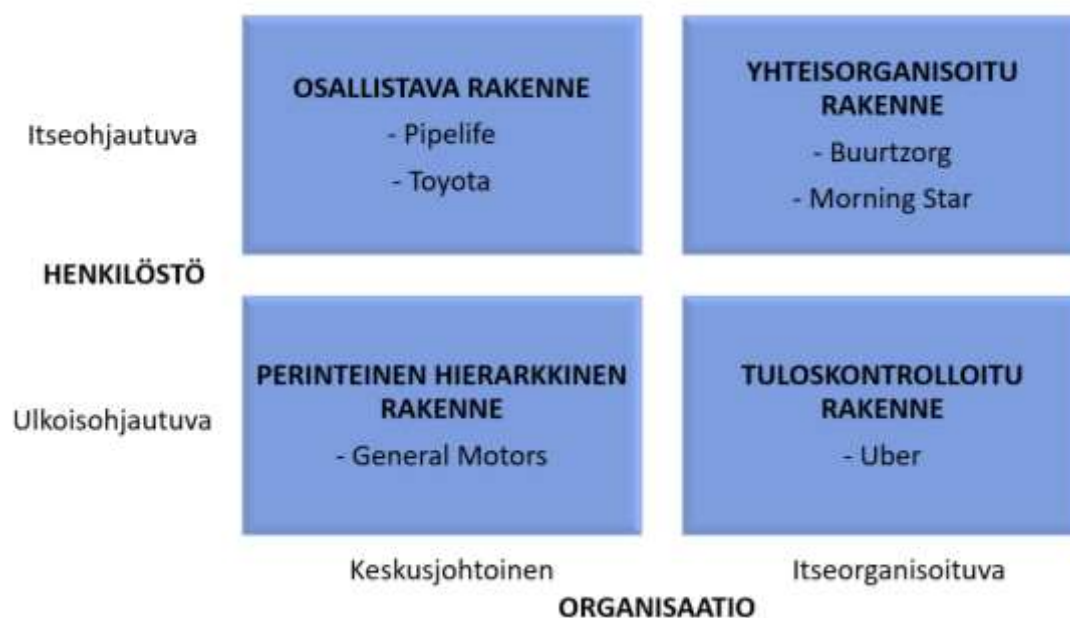 OSALLISTAVA RAKENNE
- Pipelife
- Toyota
YHTEISORGANISOITU
RAKENNE
- Buurtzorg
- Morning Star
Itseohjautuva
HENKILÖSTÖ
PERINTEINEN HIERARKKINEN
RAKENNE
- General Motors
TULOSKONTROLLOITU
RAKENNE
- Uber
Ulkoisohjautuva
Keskusjohtoinen
Itseorganisoituva
ORGANISAATIO